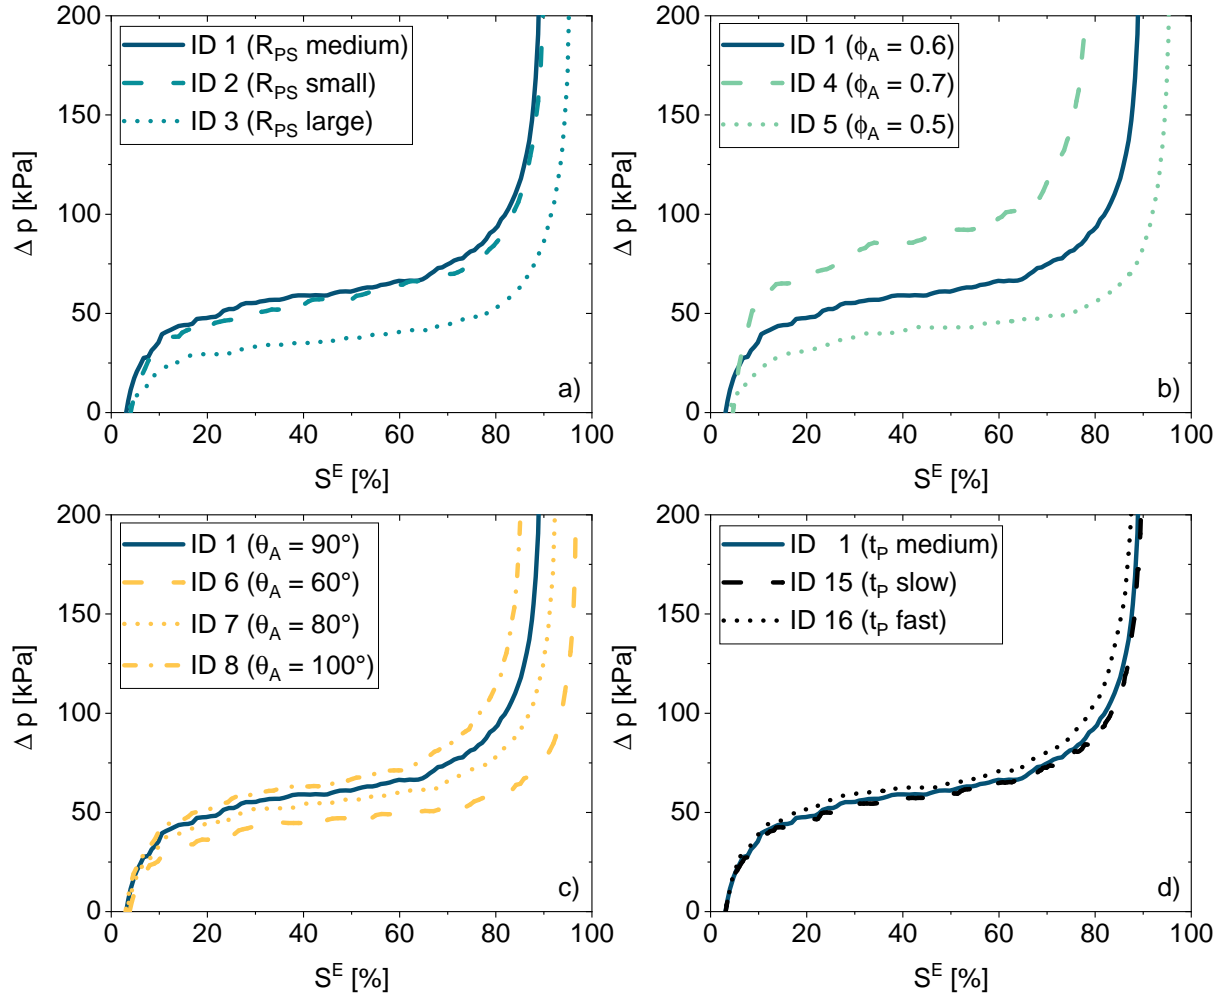 200
150
100
50
0
Δ p [kPa]
ID 1 (R_PS medium)
ID 2 (R_PS small)
ID 3 (R_PS large)
a)
0 20 40 60 80 100
S^E [%]
200
150
100
50
0
Δ p [kPa]
ID 1 (ϕ_A = 0.6)
ID 4 (ϕ_A = 0.7)
ID 5 (ϕ_A = 0.5)
b)
0 20 40 60 80 100
S^E [%]
200
150
100
50
0
Δ p [kPa]
ID 1 (θ_A = 90°)
ID 6 (θ_A = 60°)
ID 7 (θ_A = 80°)
ID 8 (θ_A = 100°)
c)
0 20 40 60 80 100
S^E [%]
200
150
100
50
0
Δ p [kPa]
ID 1 (t_P medium)
ID 15 (t_P slow)
ID 16 (t_P fast)
d)
0 20 40 60 80 100
S^E [%]